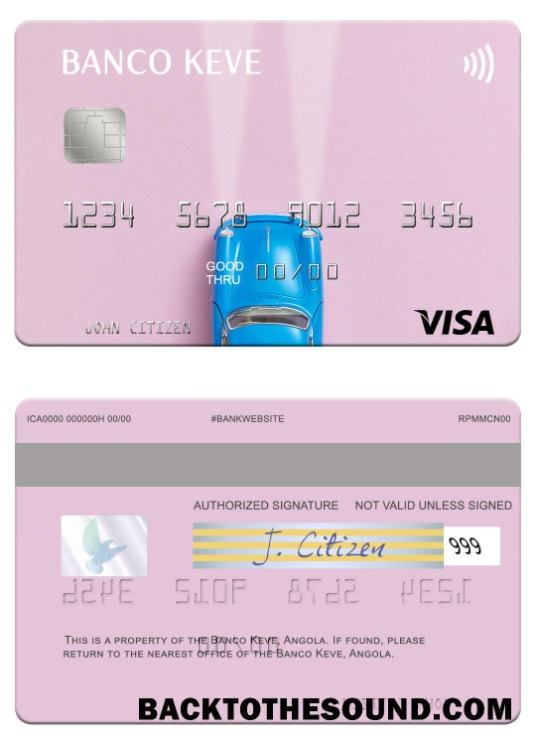 BANCO KEVE
1234 5678 9012 3456
GOOD THRU 00/00
JOHN CITIZEN
VISA
ICA0000 000000H 00/00 #BANKWEBSITE RPMMCN00
AUTHORIZED SIGNATURE NOT VALID UNLESS SIGNED
J. Citizen 999
THIS IS A PROPERTY OF THE BANCO KEVE, ANGOLA. IF FOUND, PLEASE
RETURN TO THE NEAREST OFFICE OF THE BANCO KEVE, ANGOLA.
BACKTOTHESOUND.COM